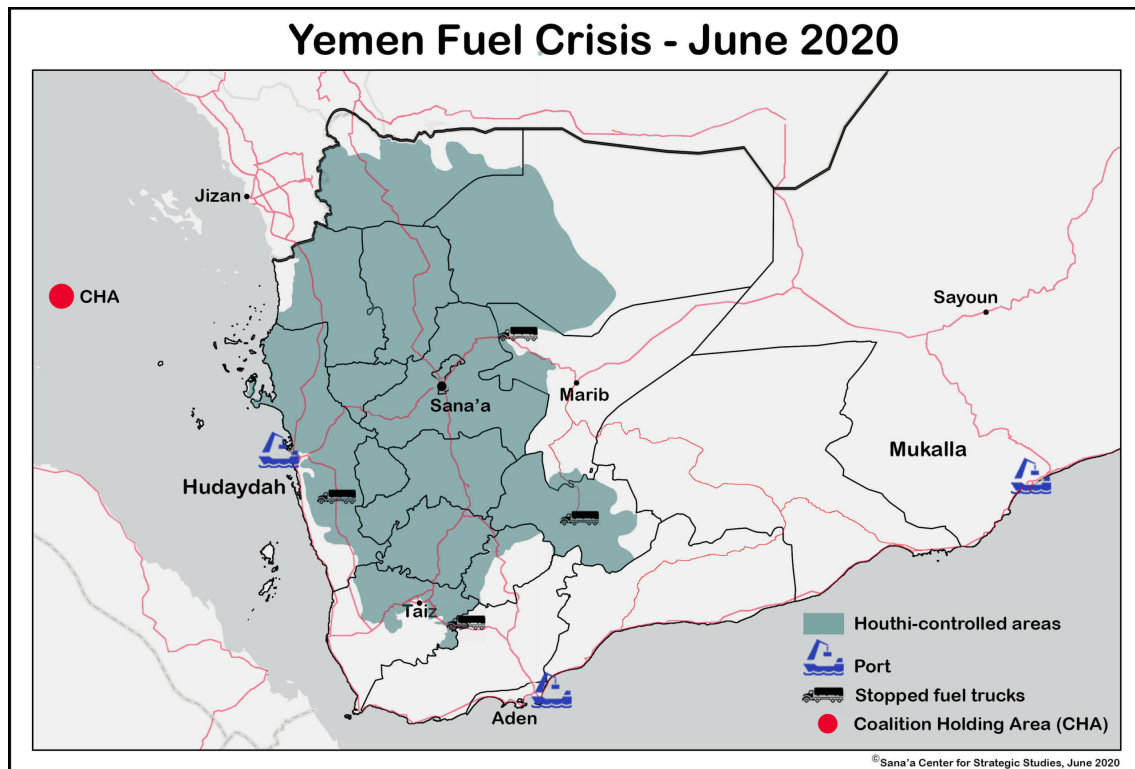 Yemen Fuel Crisis - June 2020
Jizan
CHA
Sayoun
Sana'a
Marib
Mukalla
Hudaydah
Taiz
Aden
Houthi-controlled areas
Port
Stopped fuel trucks
Coalition Holding Area (CHA)
©Sana'a Center for Strategic Studies, June 2020